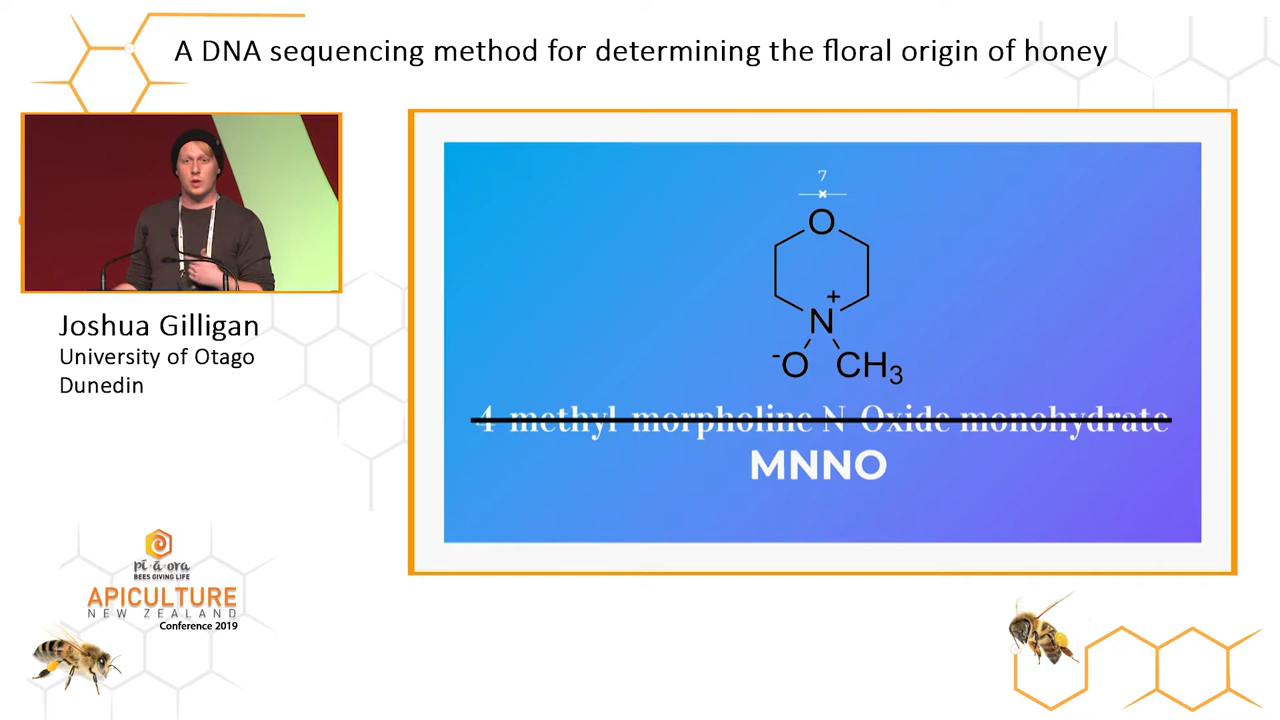 A DNA sequencing method for determining the floral origin of honey
Joshua Gilligan
University of Otago
Dunedin
7
O
+
N
-O CH3
4-methyl-morpholine N-Oxide monohydrate
MNNO
pī·ā·ora
BEES GIVING LIFE
APICULTURE
NEW ZEALAND
Conference 2019